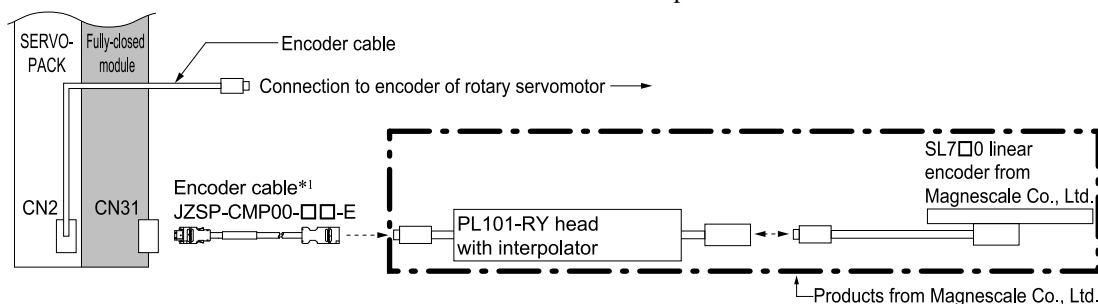 SERVO-
PACK
Fully-closed
module
Encoder cable
Connection to encoder of rotary servomotor
CN2
CN31
Encoder cable*1
JZSP-CMP00-□□-E
PL101-RY head
with interpolator
SL7□0 linear
encoder from
Magnescale Co., Ltd.
Products from Magnescale Co., Ltd.